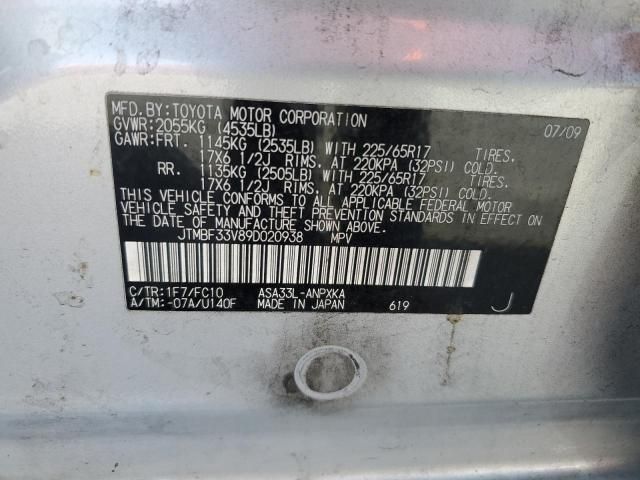 MFD.BY:TOYOTA MOTOR CORPORATION 07/09
GVWR:2055KG (4535LB)
GAWR:FRT. 1145KG (2535LB) WITH 225/65R17 TIRES.
17X6 1/2J RIMS. AT 220KPA (32PSI) COLD.
RR. 1135KG (2505LB) WITH 225/65R17 TIRES.
17X6 1/2J RIMS. AT 220KPA (32PSI) COLD.
THIS VEHICLE CONFORMS TO ALL APPLICABLE FEDERAL MOTOR
VEHICLE SAFETY AND THEFT PREVENTION STANDARDS IN EFFECT ON
THE DATE OF MANUFACTURE SHOWN ABOVE.
JTMBF33V89D020938 MPV
C/TR:1F7/FC10 ASA33L-ANPXKA
A/TM:-07A/U140F MADE IN JAPAN 619 J